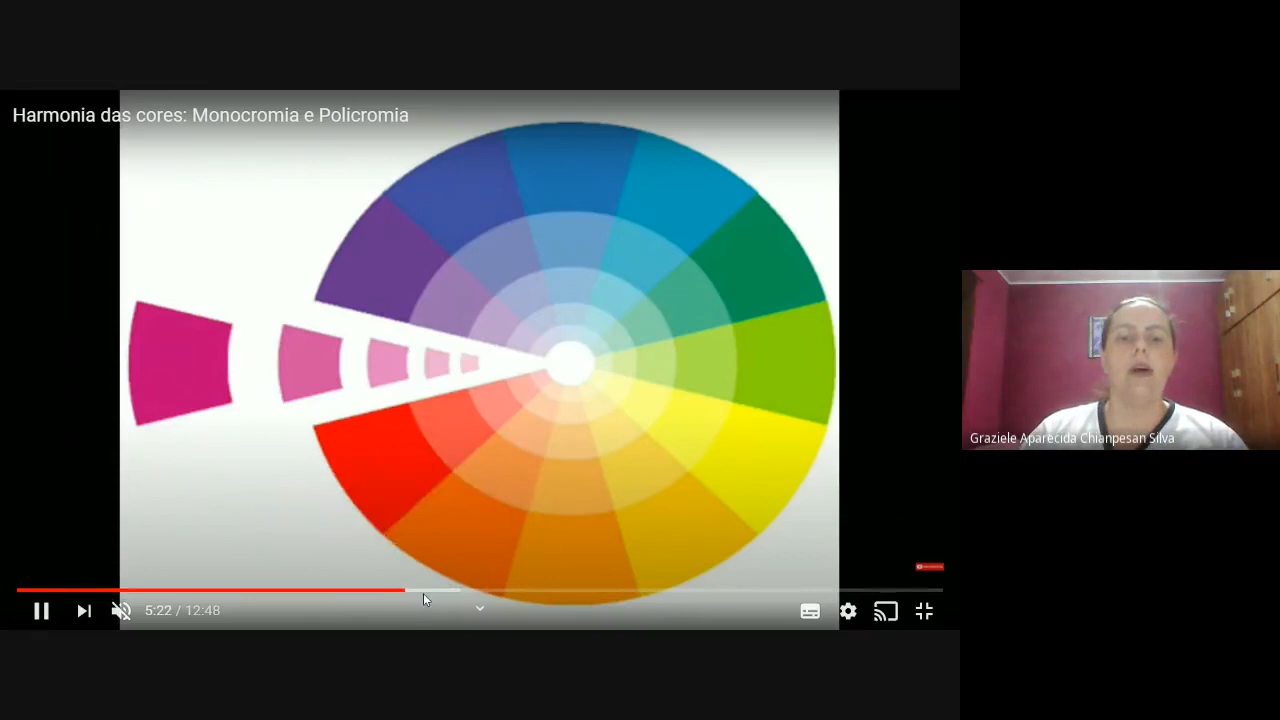 Harmonia das cores: Monocromia e Policromia
Graziele Aparecida Chianpesan Silva
5:22 / 12:48